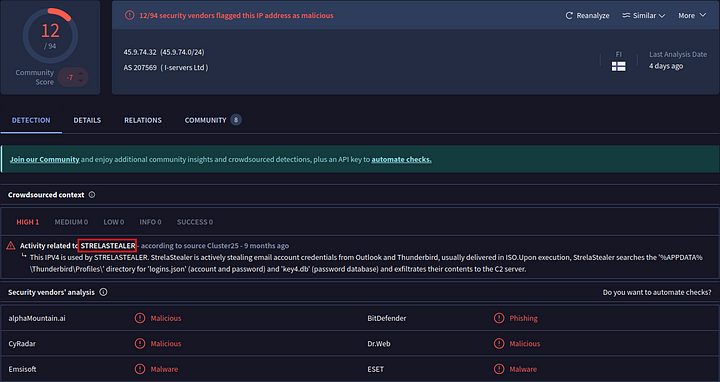 12
/ 94
Community
Score
-7
12/94 security vendors flagged this IP address as malicious
Reanalyze
Similar
More
45.9.74.32 (45.9.74.0/24)
AS 207569 ( I-servers Ltd )
FI
Last Analysis Date
4 days ago
DETECTION
DETAILS
RELATIONS
COMMUNITY 8
Join our Community and enjoy additional community insights and crowdsourced detections, plus an API key to automate checks.
Crowdsourced context
HIGH 1
MEDIUM 0
LOW 0
INFO 0
SUCCESS 0
Activity related to STRELASTEALER - according to source Cluster25 - 9 months ago
This IPV4 is used by STRELASTEALER. StrelaStealer is actively stealing email account credentials from Outlook and Thunderbird, usually delivered in ISO.Upon execution, StrelaStealer searches the '%APPDATA%
\Thunderbird\Profiles\' directory for 'logins.json' (account and password) and 'key4.db' (password database) and exfiltrates their contents to the C2 server.
Security vendors' analysis
Do you want to automate checks?
alphaMountain.ai
Malicious
BitDefender
Phishing
CyRadar
Malicious
Dr.Web
Malicious
Emsisoft
Malware
ESET
Malware